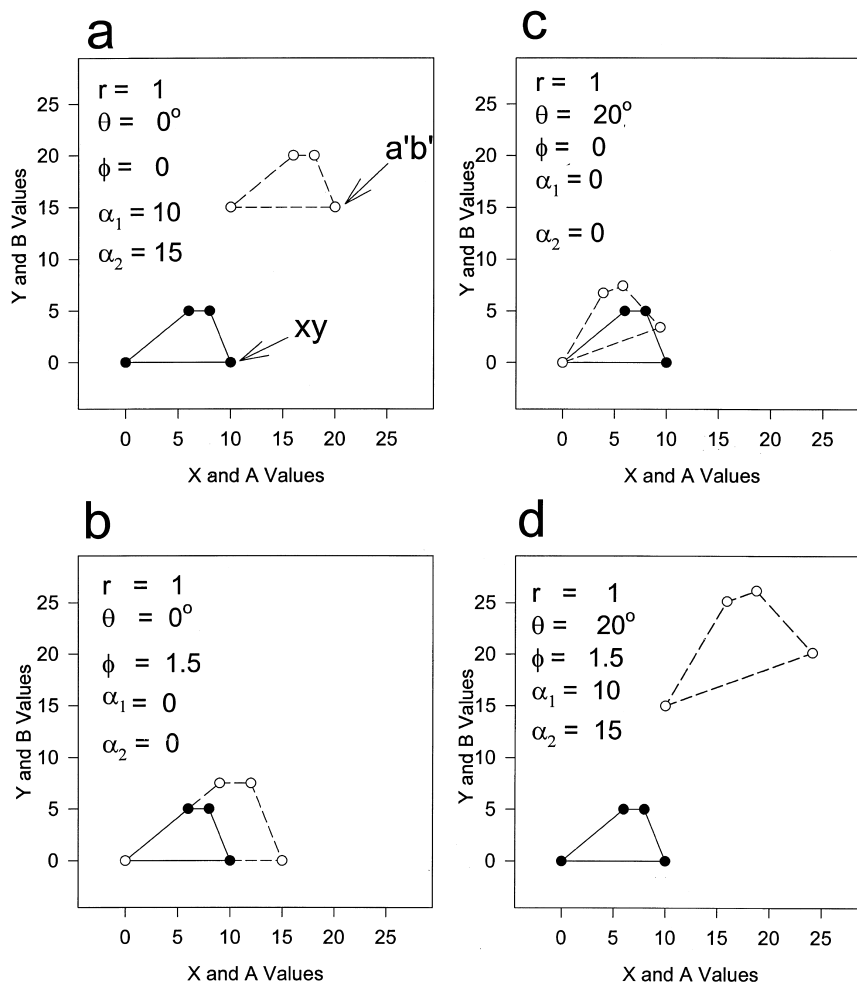 a
r = 1
θ = 0°
ϕ = 0
α₁ = 10
α₂ = 15
a'b'
xy
25
20
15
10
5
0
Y and B Values
0 5 10 15 20 25
X and A Values
c
r = 1
θ = 20°
ϕ = 0
α₁ = 0
α₂ = 0
25
20
15
10
5
0
Y and B Values
0 5 10 15 20 25
X and A Values
b
r = 1
θ = 0°
ϕ = 1.5
α₁ = 0
α₂ = 0
25
20
15
10
5
0
Y and B Values
0 5 10 15 20 25
X and A Values
d
r = 1
θ = 20°
ϕ = 1.5
α₁ = 10
α₂ = 15
25
20
15
10
5
0
Y and B Values
0 5 10 15 20 25
X and A Values